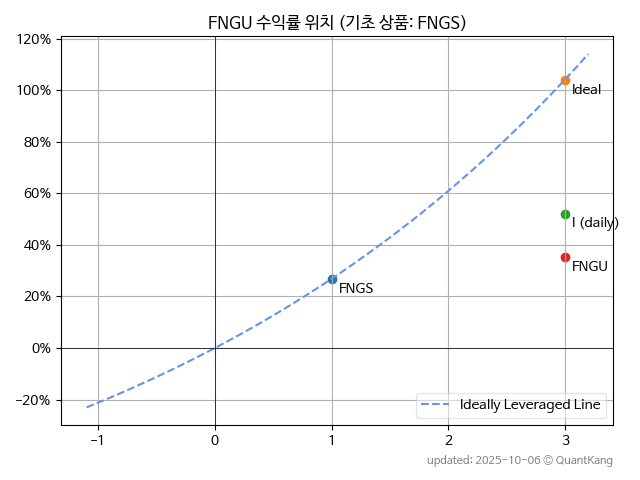 FNGU 수익률 위치 (기초 상품: FNGS)
120%
100%
80%
60%
40%
20%
0%
−20%
Ideal
I (daily)
FNGU
FNGS
Ideally Leveraged Line
−1
0
1
2
3
updated: 2025-10-06 © QuantKang